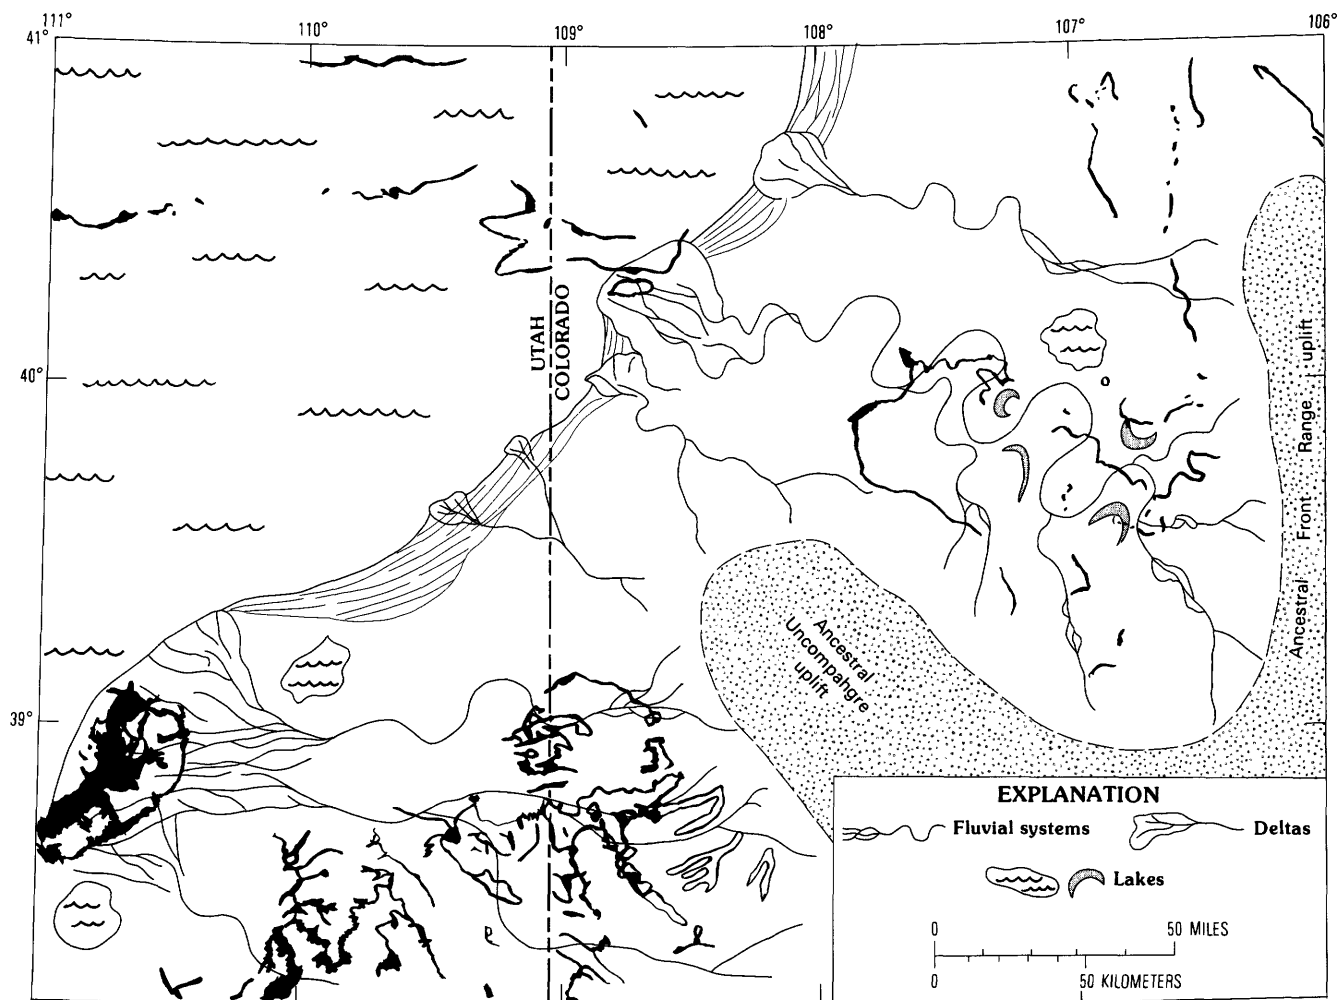 111°
110°
109°
108°
107°
106°
41°
40°
39°
UTAH
COLORADO
Ancestral Front Range uplift
Ancestral
Uncompahgre
uplift
EXPLANATION
Fluvial systems
Deltas
Lakes
0 50 MILES
0 50 KILOMETERS